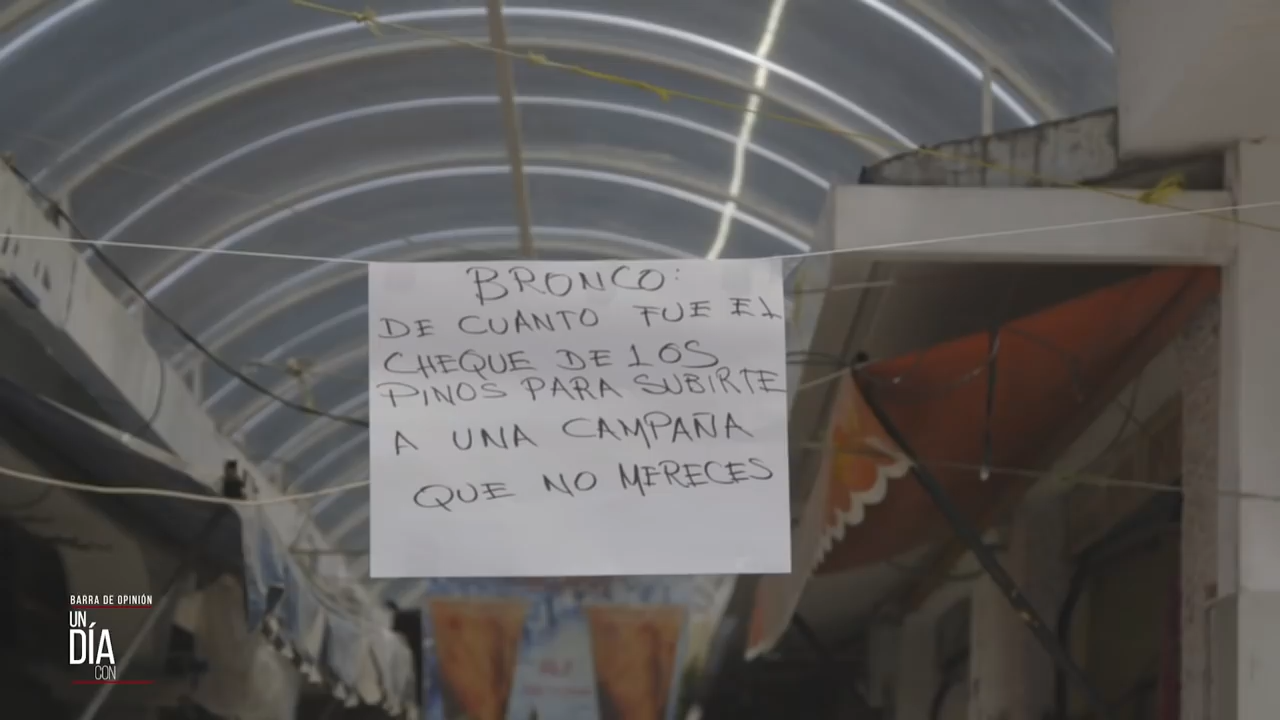 BRONCO:
DE CUANTO FUE EL
CHEQUE DE LOS
PINOS PARA SUBIRTE
A UNA CAMPAÑA
QUE NO MERECES
BARRA DE OPINIÓN
UN
DÍA
CON